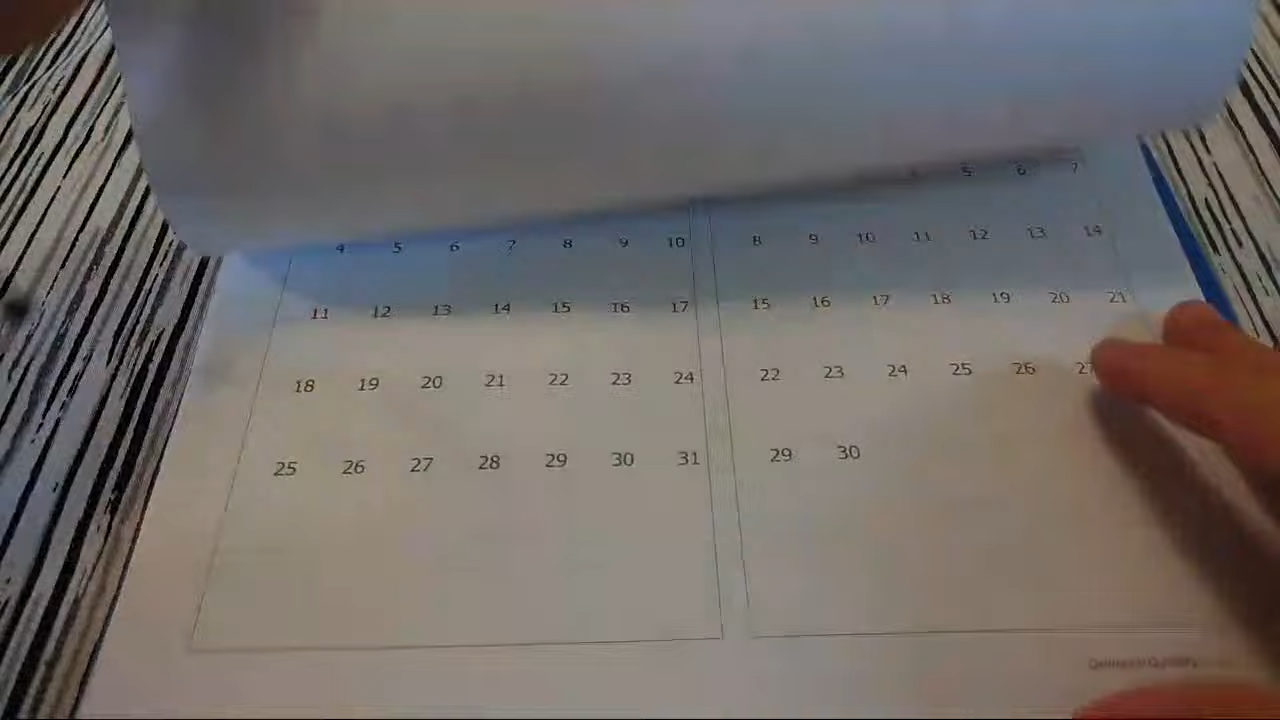 5 6 7
4 5 6 7 8 9 10
8 9 10 11 12 13 14
11 12 13 14 15 16 17
15 16 17 18 19 20 21
18 19 20 21 22 23 24
22 23 24 25 26 27
25 26 27 28 29 30 31
29 30